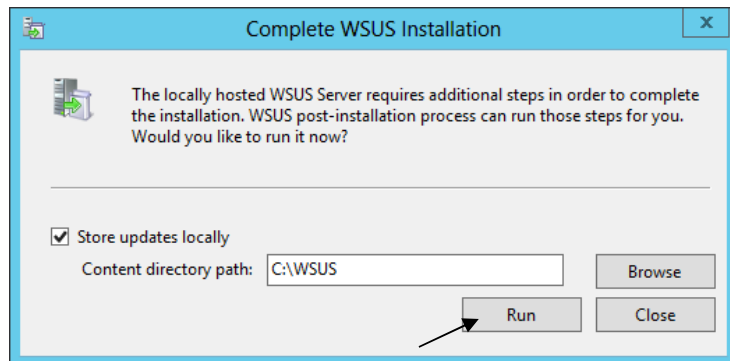 Complete WSUS Installation
x
The locally hosted WSUS Server requires additional steps in order to complete
the installation. WSUS post-installation process can run those steps for you.
Would you like to run it now?
Store updates locally
Content directory path: C:\WSUS Browse
Run Close